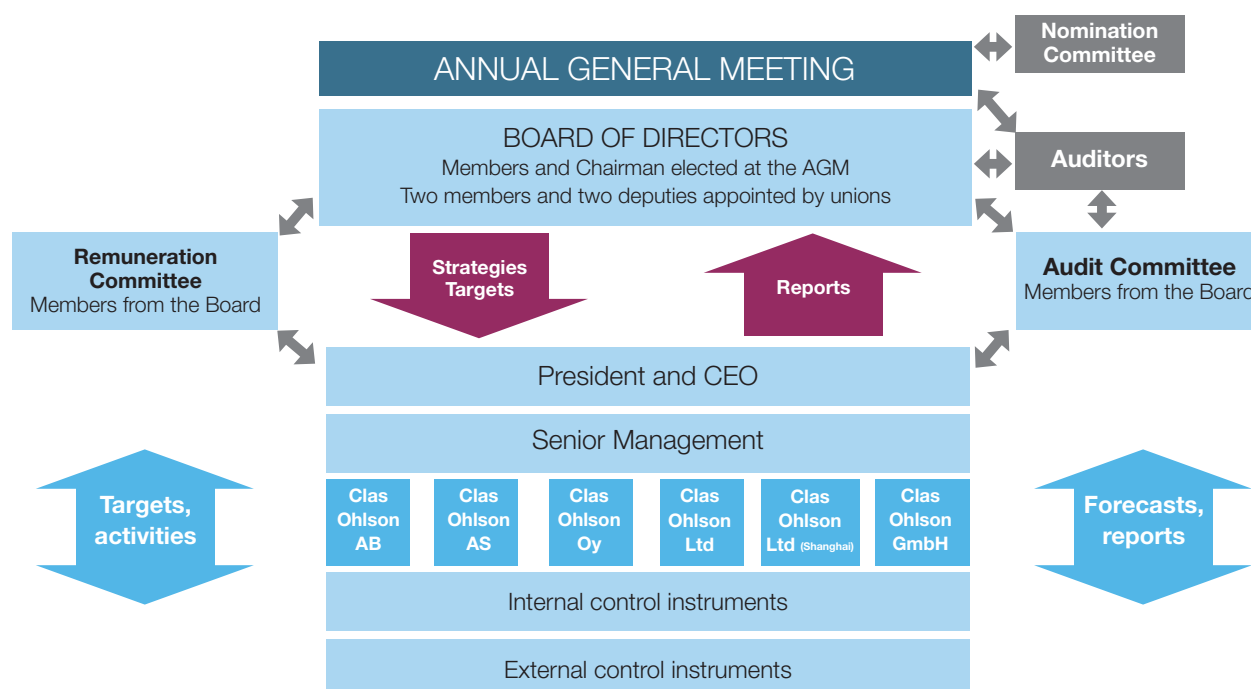 ANNUAL GENERAL MEETING
Nomination
Committee
BOARD OF DIRECTORS
Members and Chairman elected at the AGM
Two members and two deputies appointed by unions
Auditors
Remuneration
Committee
Members from the Board
Strategies
Targets
Reports
Audit Committee
Members from the Board
President and CEO
Senior Management
Targets,
activities
Clas
Ohlson
AB
Clas
Ohlson
AS
Clas
Ohlson
Oy
Clas
Ohlson
Ltd
Clas
Ohlson
Ltd (Shanghai)
Clas
Ohlson
GmbH
Forecasts,
reports
Internal control instruments
External control instruments